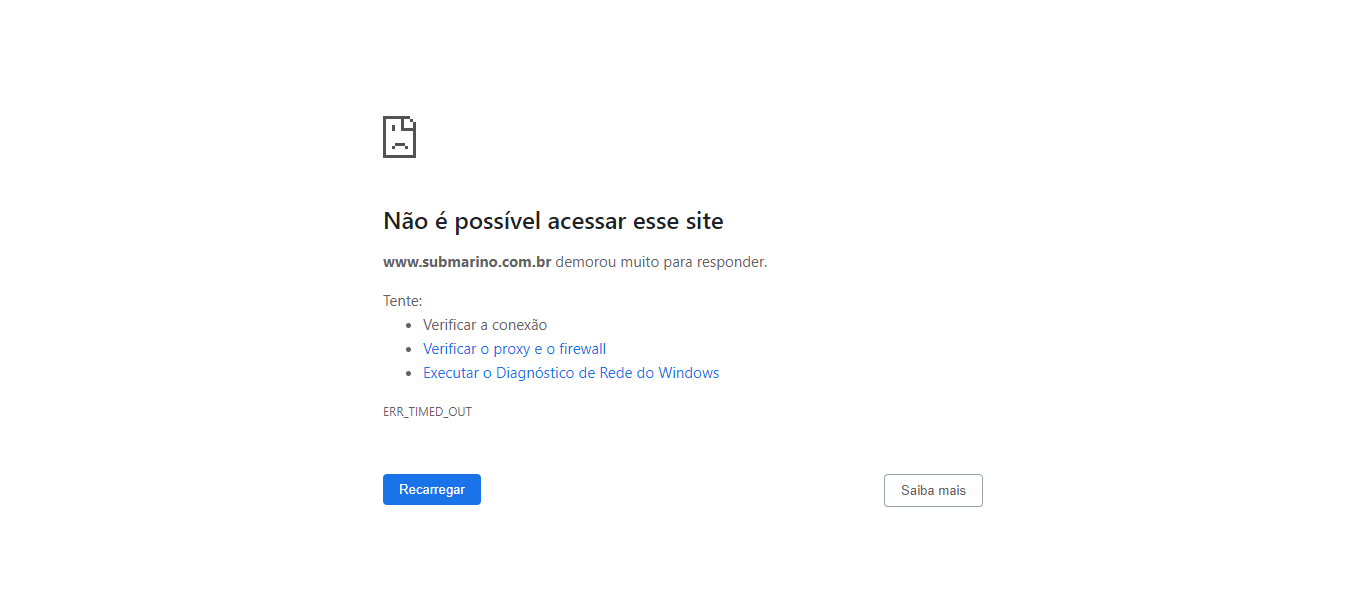 Não é possível acessar esse site
www.submarino.com.br demorou muito para responder.
Tente:
Verificar a conexão
Verificar o proxy e o firewall
Executar o Diagnóstico de Rede do Windows
ERR_TIMED_OUT
Recarregar
Saiba mais